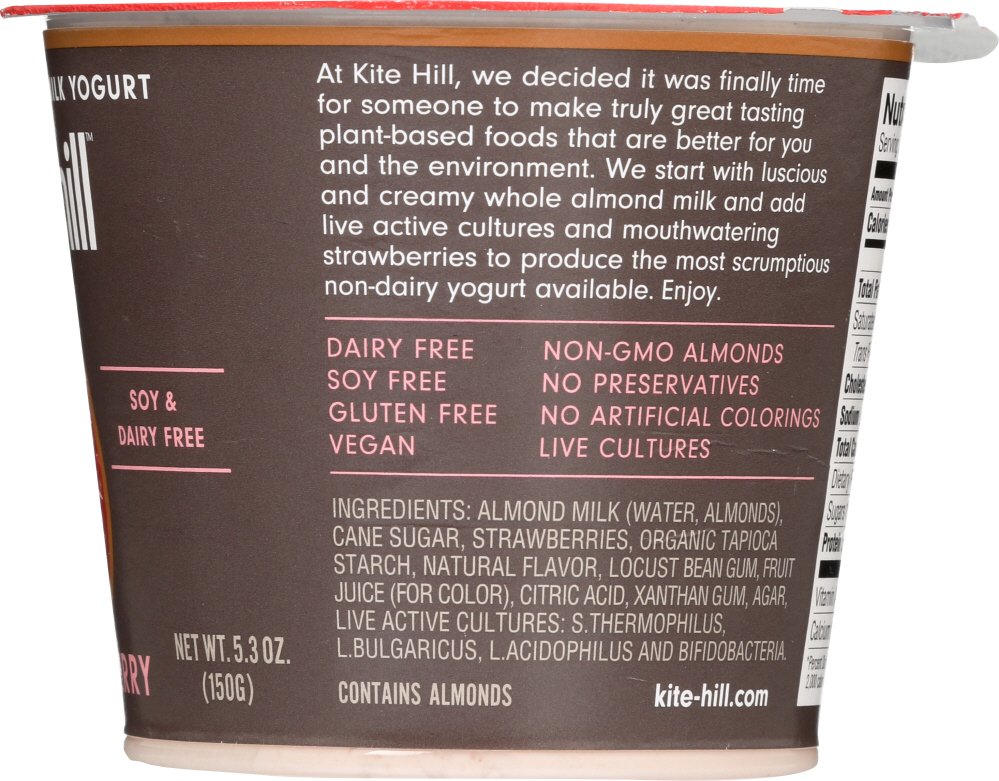 YOGURT
™
SOY &
DAIRY FREE
NET WT. 5.3 OZ.
(150G)
At Kite Hill, we decided it was finally time
for someone to make truly great tasting
plant-based foods that are better for you
and the environment. We start with luscious
and creamy whole almond milk and add
live active cultures and mouthwatering
strawberries to produce the most scrumptious
non-dairy yogurt available. Enjoy.
DAIRY FREE
SOY FREE
GLUTEN FREE
VEGAN
NON-GMO ALMONDS
NO PRESERVATIVES
NO ARTIFICIAL COLORINGS
LIVE CULTURES
INGREDIENTS: ALMOND MILK (WATER, ALMONDS),
CANE SUGAR, STRAWBERRIES, ORGANIC TAPIOCA
STARCH, NATURAL FLAVOR, LOCUST BEAN GUM, FRUIT
JUICE (FOR COLOR), CITRIC ACID, XANTHAN GUM, AGAR,
LIVE ACTIVE CULTURES: S.THERMOPHILUS,
L.BULGARICUS, L.ACIDOPHILUS AND BIFIDOBACTERIA.
CONTAINS ALMONDS
kite-hill.com
Total
Total